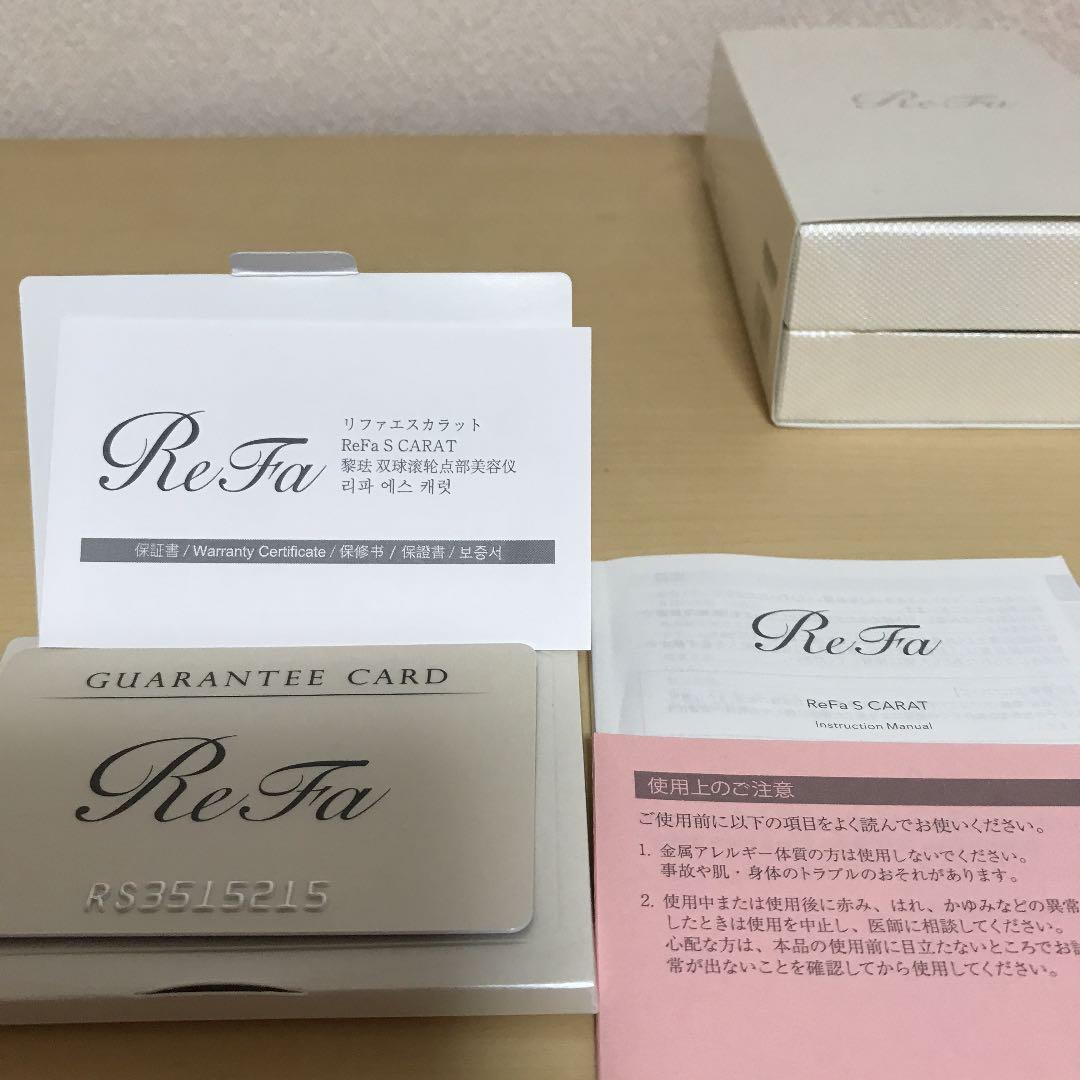 ReFa
ReFa
リファエスカラット
ReFa S CARAT
黎珐 双球滚轮点部美容仪
리파 에스 캐럿
保証書 / Warranty Certificate / 保修书 / 保證書 / 보증서
GUARANTEE CARD
ReFa
RS3515215
ReFa
ReFa S CARAT
Instruction Manual
使用上のご注意
ご使用前に以下の項目をよく読んでお使いください。
1. 金属アレルギー体質の方は使用しないでください。
事故や肌・身体のトラブルのおそれがあります。
2. 使用中または使用後に赤み、はれ、かゆみなどの異常
したときは使用を中止し、医師に相談してください。
心配な方は、本品の使用前に目立たないところでお試
常が出ないことを確認してから使用してください。